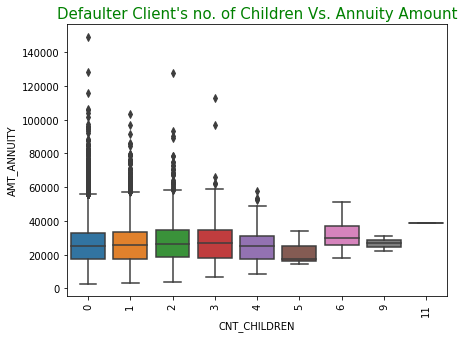 Defaulter Client's no. of Children Vs. Annuity Amount
140000
120000
100000
80000
60000
40000
20000
0
AMT_ANNUITY
0 1 2 3 4 5 6 9 11
CNT_CHILDREN